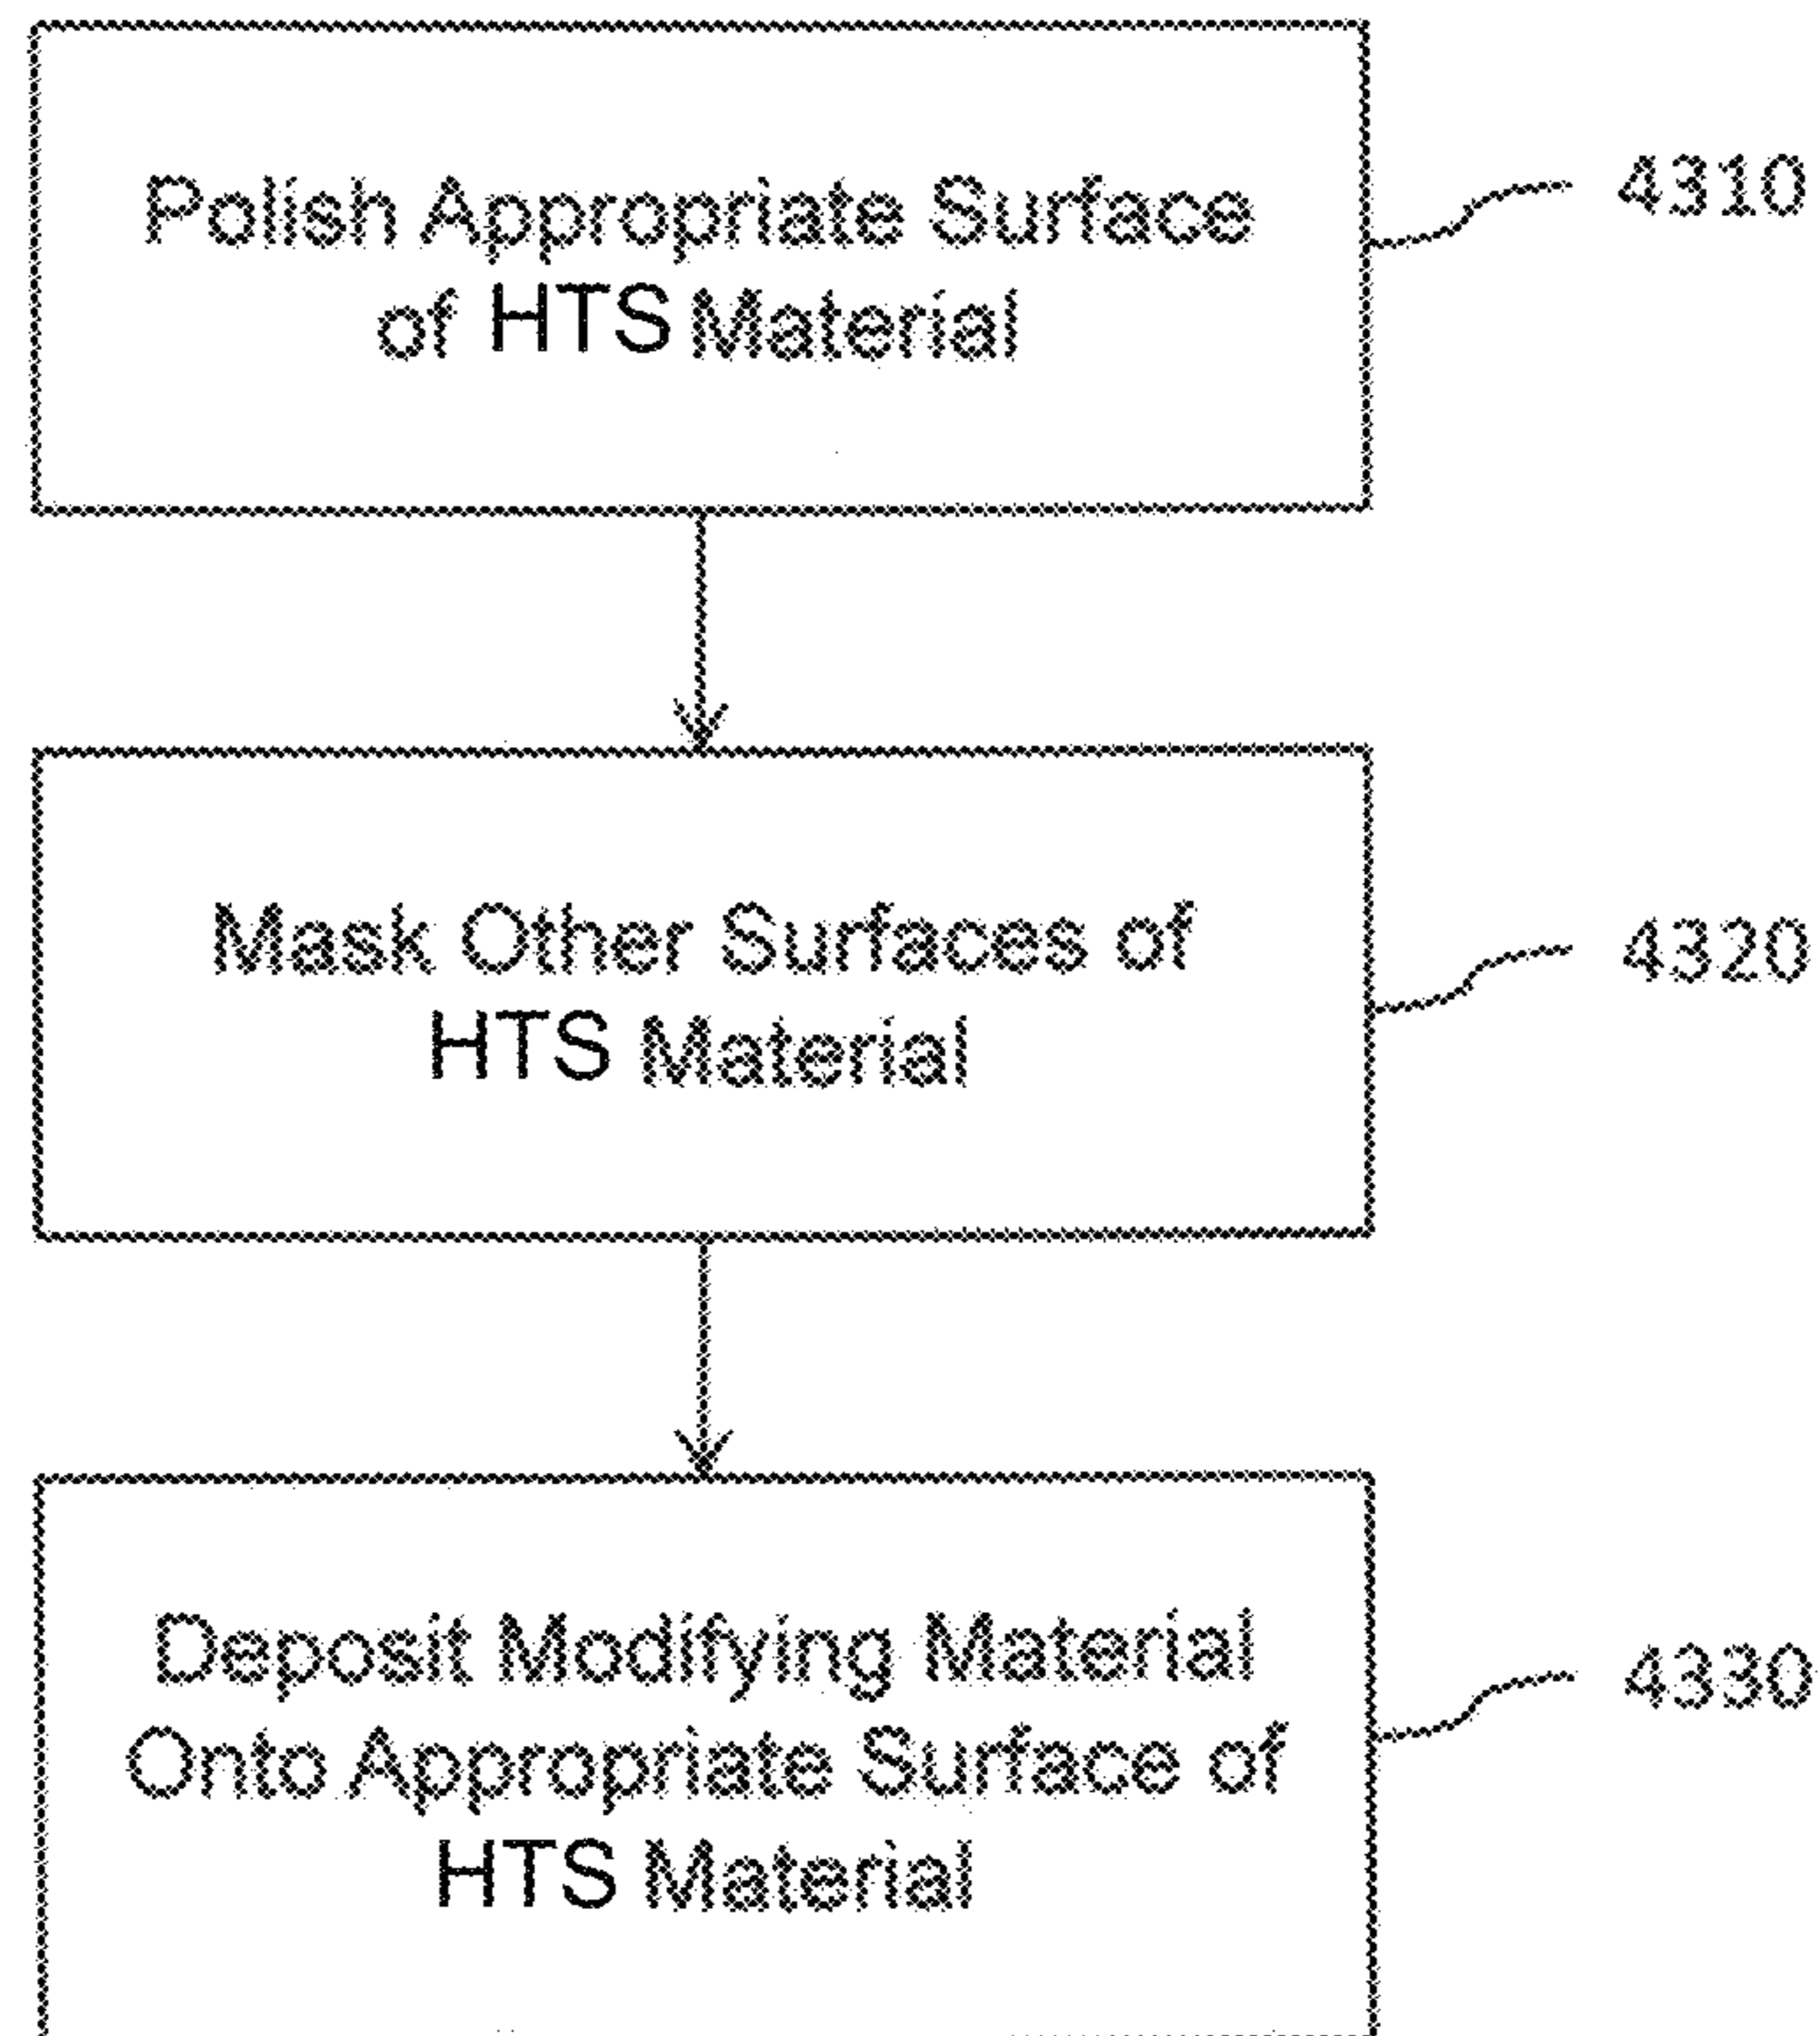 Polish Appropriate Surface
of HTS Material
4310
Mask Other Surfaces of
HTS Material
4320
Deposit Modifying Material
Onto Appropriate Surface of
HTS Material
4330